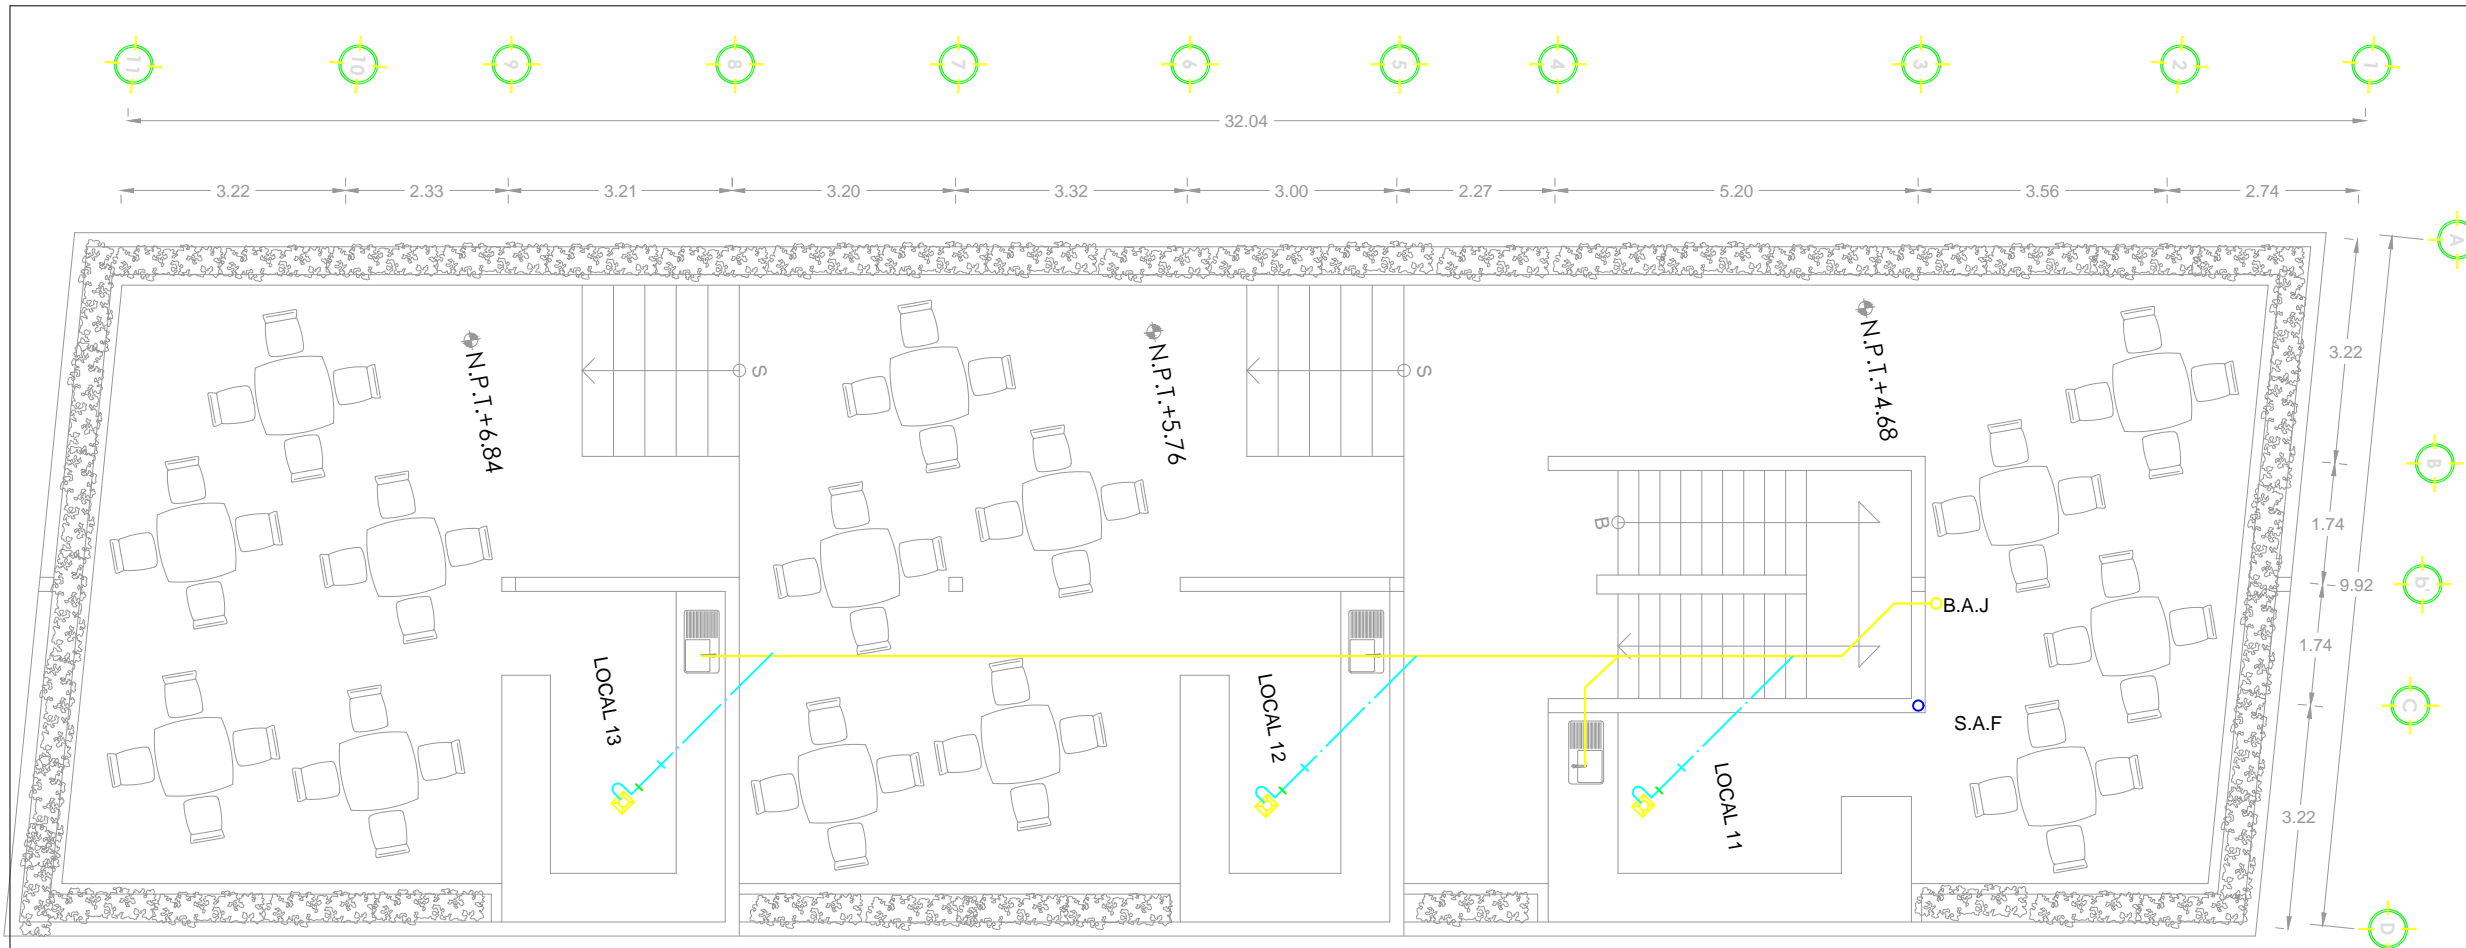 11 10 9 8 7 6 5 4 3 2 1
32.04
3.22 2.33 3.21 3.20 3.32 3.00 2.27 5.20 3.56 2.74
A
N.P.T.+6.84
S
N.P.T.+5.76
S
N.P.T.+4.68
3.22
B
B
1.74
9.92
b'
B.A.J
1.74
LOCAL 13
LOCAL 12
LOCAL 11
S.A.F
C
3.22
D